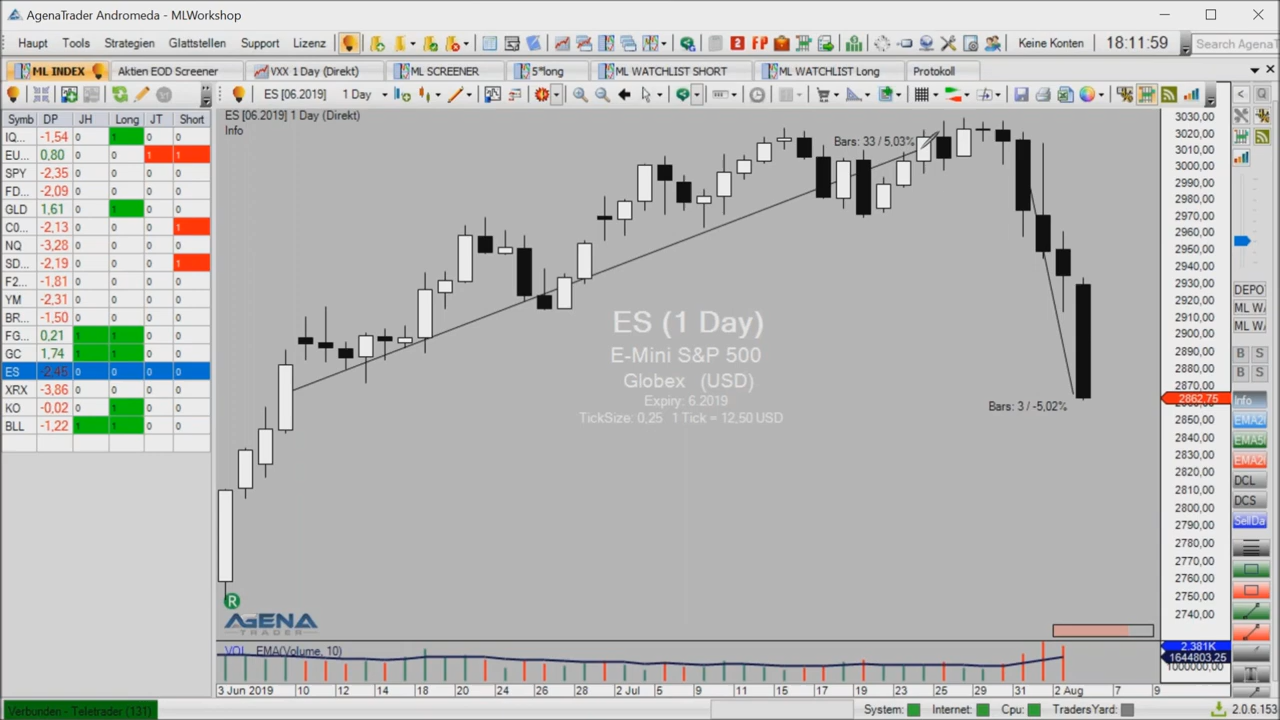 AgenaTrader Andromeda - MLWorkshop
Haupt Tools Strategien Glattstellen Support Lizenz 2 FP Keine Konten 18:11:59 Search AgenaT
ML INDEX Aktien EOD Screener VXX 1 Day (Direkt) ML SCREENER 5*long ML WATCHLIST SHORT ML WATCHLIST Long Protokoll
ES [06.2019] 1 Day
Symb DP JH Long JT Short
IQ... -1,54 0 1 0 0
EU... 0,80 0 0 1 1
SPY -2,35 0 0 0 0
FD... -2,09 0 0 0 0
GLD 1,61 0 1 0 0
C0... -2,13 0 0 0 1
NQ -3,28 0 0 0 0
SD... -2,19 0 0 0 1
F2... -1,81 0 0 0 0
YM -2,31 0 0 0 0
BR... -1,50 0 0 0 0
FG... 0,21 1 1 0 0
GC 1,74 1 1 0 0
ES -2,45 0 0 0 0
XRX -3,86 0 0 0 0
KO -0,02 0 1 0 0
BLL -1,22 1 1 0 0
ES [06.2019] 1 Day (Direkt)
Info
Bars: 33 / 5,03%
ES (1 Day)
E-Mini S&P 500
Globex (USD)
Expiry: 6.2019
TickSize: 0,25 1 Tick = 12,50 USD
Bars: 3 / -5,02%
R
AGENA
TRADER
3030,00
3020,00
3010,00
3000,00
2990,00
2980,00
2970,00
2960,00
2950,00
2940,00
2930,00
2920,00
2910,00
2900,00
2890,00
2880,00
2870,00
2862,75
2850,00
2840,00
2830,00
2820,00
2810,00
2800,00
2790,00
2780,00
2770,00
2760,00
2750,00
2740,00
DEPO
ML WA
ML WA
B S
B S
Info
EMA20
EMA5
EMA20
DCL
DCS
SellDa
VOL EMA(Volume, 10)
2.381K
1644803,25
1000000,00
3 Jun 2019 10 12 14 18 20 24 26 28 2 Jul 5 9 11 15 17 19 23 25 29 31 2 Aug 7 9
Verbunden - Teletrader (131) System: Internet: Cpu: TradersYard: 2.0.6.153